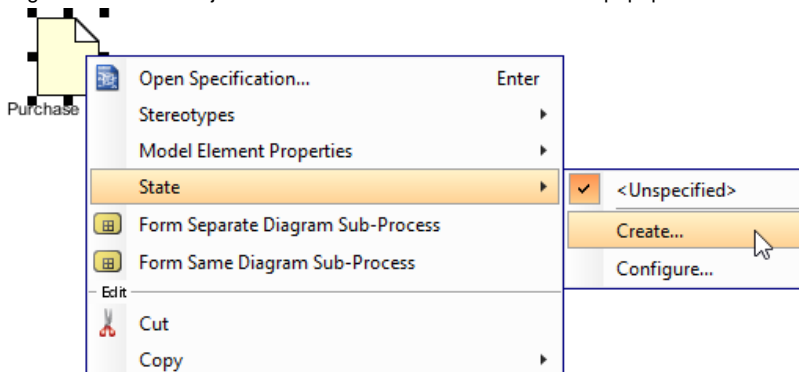 Purchase
Open Specification... Enter
Stereotypes
Model Element Properties
State
<Unspecified>
Create...
Form Separate Diagram Sub-Process
Configure...
Form Same Diagram Sub-Process
Edit
Cut
Copy